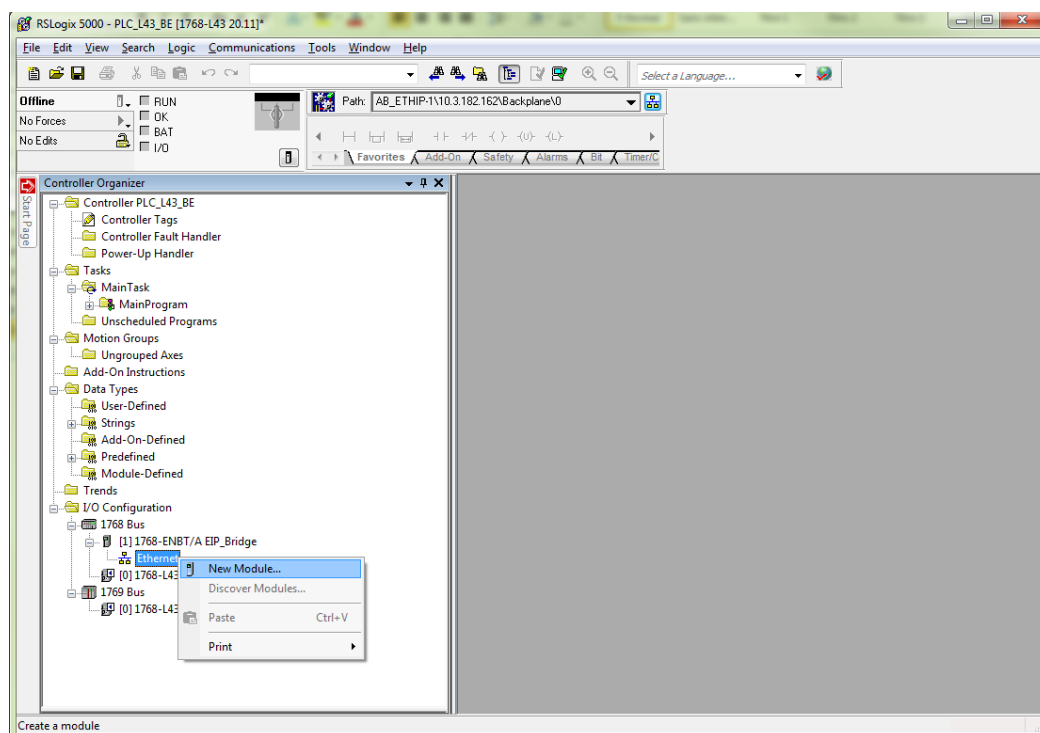 RSLogix 5000 - PLC_L43_BE [1768-L43 20.11]*
File Edit View Search Logic Communications Tools Window Help
Select a Language...
Offline
RUN
Path: AB_ETHIP-1\10.3.182.162\Backplane\0
No Forces
OK
BAT
No Edits
I/O
Favorites Add-On Safety Alarms Bit Timer/C
Start Page
Controller Organizer
Controller PLC_L43_BE
Controller Tags
Controller Fault Handler
Power-Up Handler
Tasks
MainTask
MainProgram
Unscheduled Programs
Motion Groups
Ungrouped Axes
Add-On Instructions
Data Types
User-Defined
Strings
Add-On-Defined
Predefined
Module-Defined
Trends
I/O Configuration
1768 Bus
[1] 1768-ENBT/A EIP_Bridge
Ethernet
New Module...
[0] 1768-L43
Discover Modules...
1769 Bus
[0] 1768-L43
Paste Ctrl+V
Print
Create a module